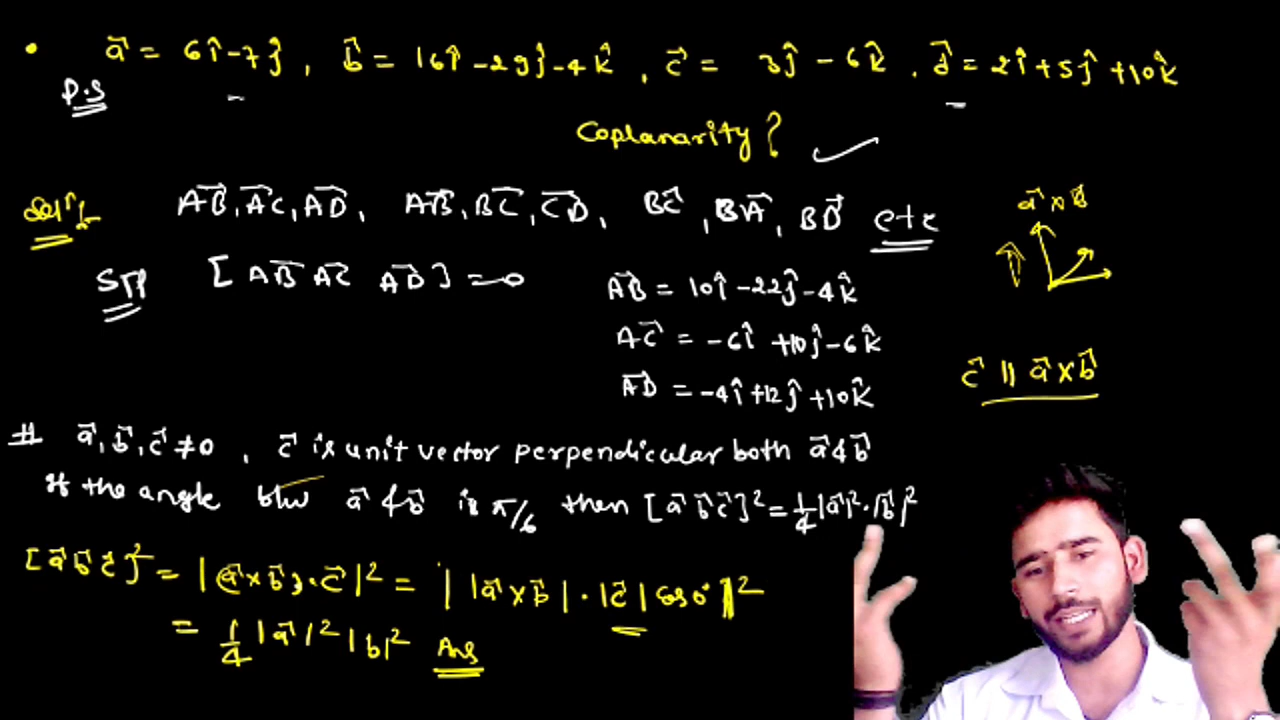 • a⃗ = 6î-7ĵ, b⃗ = 16î-29ĵ-4k̂, c⃗ = 3ĵ-6k̂. d⃗ = 2î+5ĵ+10k̂
P.S
Coplanarity?
Solⁿ AB⃗, AC⃗, AD⃗, AB⃗, BC⃗, CD⃗, BC⃗, BA⃗, BD⃗ etc
a⃗×b⃗
STP [AB⃗ AC⃗ AD⃗] = 0
AB⃗ = 10î-22ĵ-4k̂
AC⃗ = -6î+10ĵ-6k̂
c⃗ || a⃗×b⃗
AD⃗ = -4î+12ĵ+10k̂
# a⃗, b⃗, c⃗ ≠ 0, c⃗ is unit vector perpendicular both a⃗ & b⃗
If the angle b/w a⃗ & b⃗ is π/6 then [a⃗ b⃗ c⃗]² = 1/4 |a⃗|²·|b⃗|²
[a⃗ b⃗ c⃗]² = |(a⃗×b⃗)·c⃗|² = ||a⃗×b⃗|·|c⃗| cos0°|²
= 1/4 |a⃗|² |b|² Ans